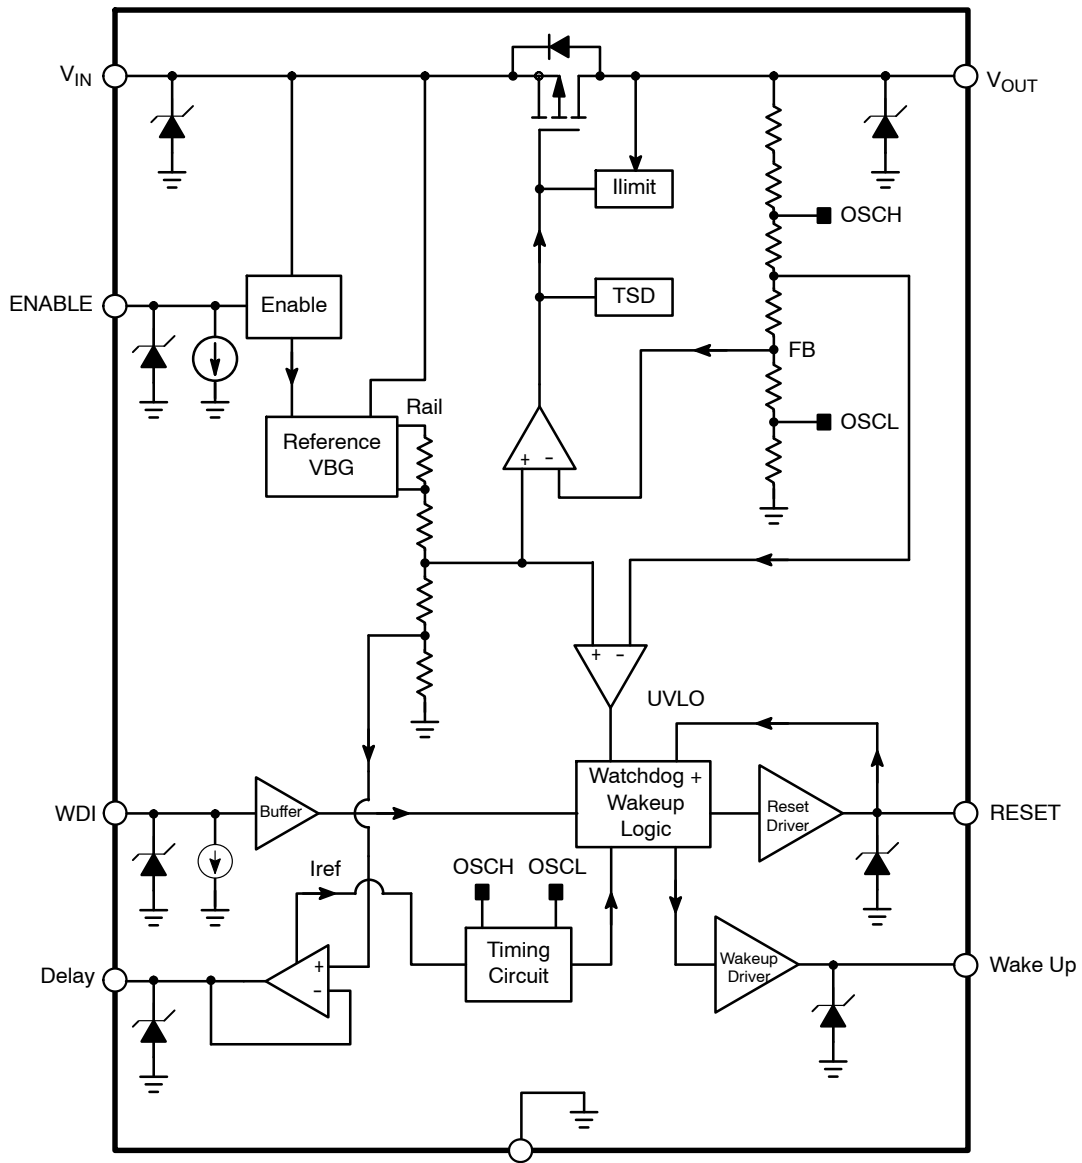 VIN
VOUT
Ilimit
OSCH
ENABLE
Enable
TSD
FB
Rail
OSCL
Reference
VBG
+ −
+ −
UVLO
Watchdog +
Wakeup
Logic
WDI
Buffer
Reset
Driver
RESET
Iref
OSCH OSCL
Timing
Circuit
Delay
+
−
Wakeup
Driver
Wake Up